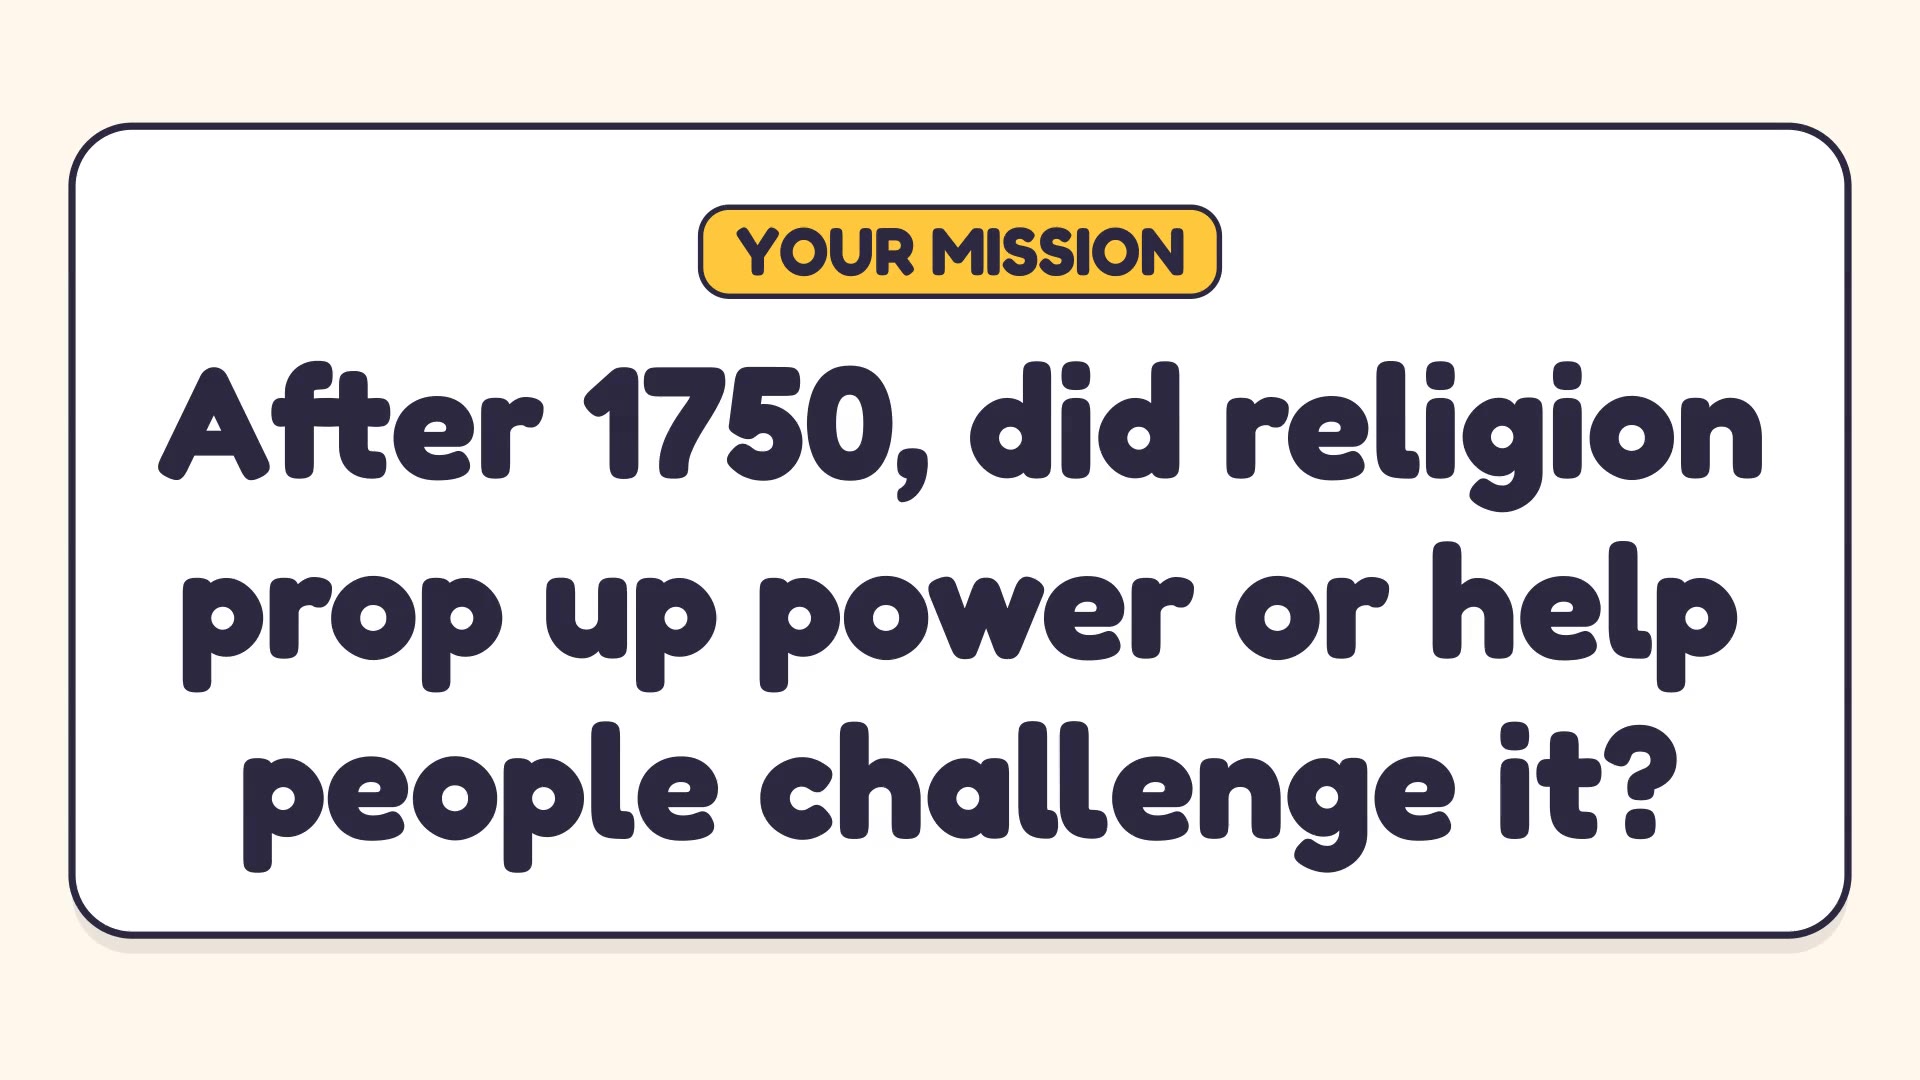 YOUR MISSION
After 1750, did religion
prop up power or help
people challenge it?